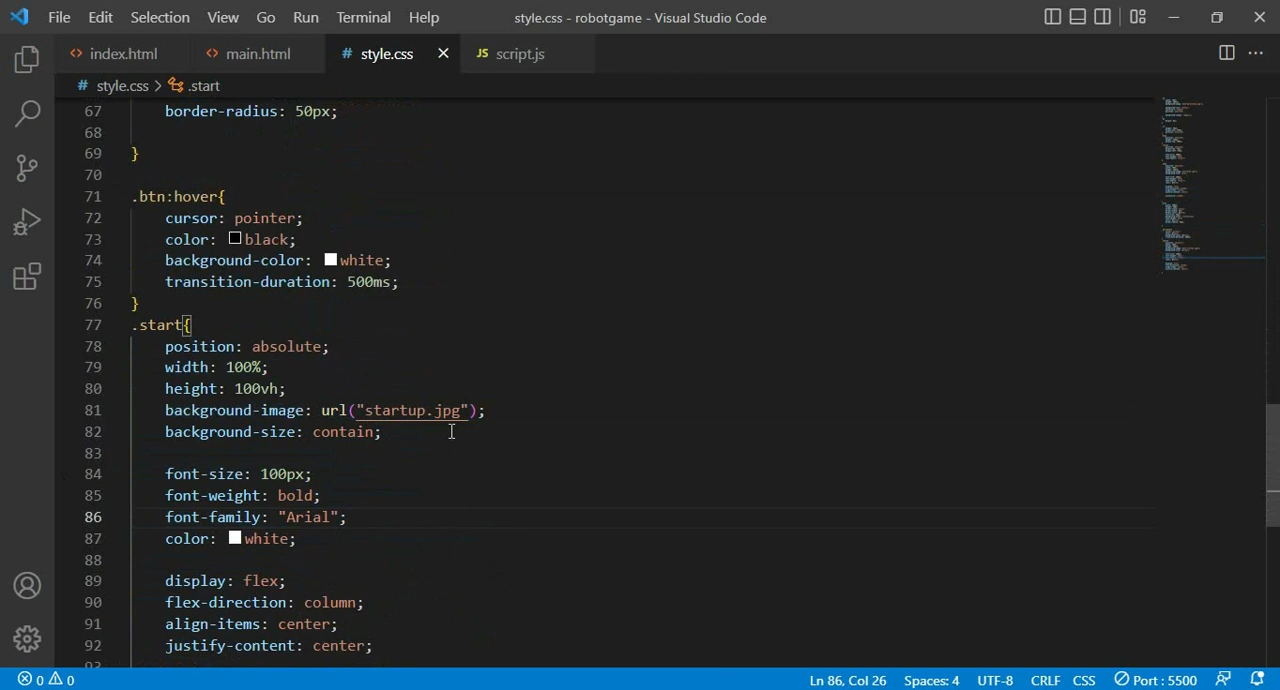 File Edit Selection View Go Run Terminal Help style.css - robotgame - Visual Studio Code
<> index.html <> main.html # style.css JS script.js
# style.css > .start
67 border-radius: 50px;
68
69 }
70
71 .btn:hover{
72 cursor: pointer;
73 color: black;
74 background-color: white;
75 transition-duration: 500ms;
76 }
77 .start{
78 position: absolute;
79 width: 100%;
80 height: 100vh;
81 background-image: url("startup.jpg");
82 background-size: contain;
83
84 font-size: 100px;
85 font-weight: bold;
86 font-family: "Arial";
87 color: white;
88
89 display: flex;
90 flex-direction: column;
91 align-items: center;
92 justify-content: center;
93
0 0 Ln 86, Col 26 Spaces: 4 UTF-8 CRLF CSS Port : 5500